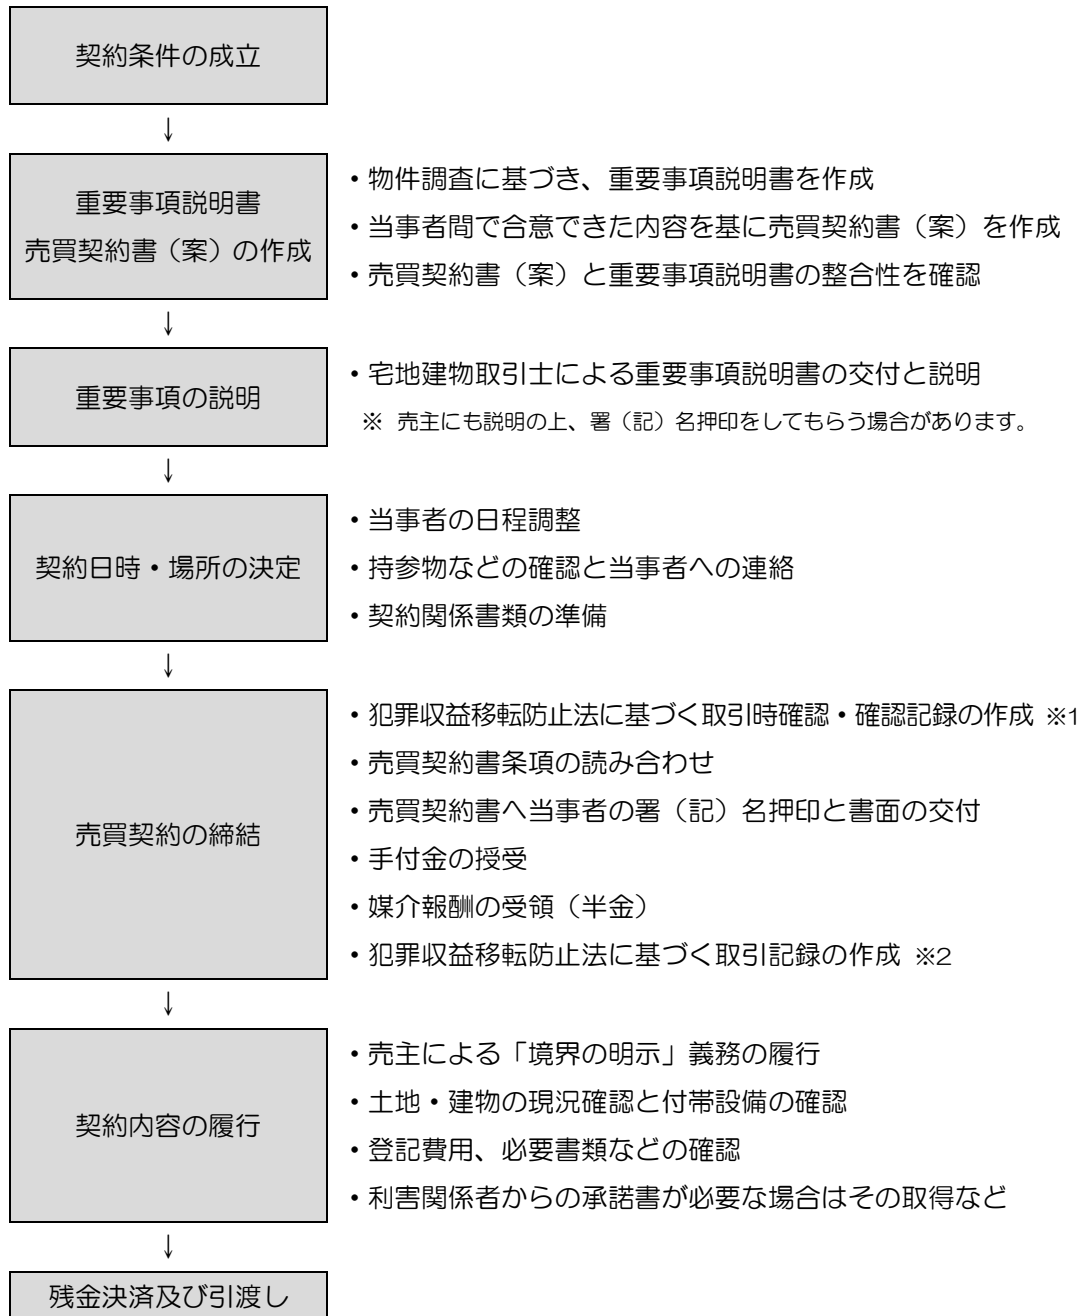 契約条件の成立
↓
重要事項説明書
売買契約書（案）の作成
・物件調査に基づき、重要事項説明書を作成
・当事者間で合意できた内容を基に売買契約書（案）を作成
・売買契約書（案）と重要事項説明書の整合性を確認
↓
重要事項の説明
・宅地建物取引士による重要事項説明書の交付と説明
※ 売主にも説明の上、署（記）名押印をしてもらう場合があります。
↓
契約日時・場所の決定
・当事者の日程調整
・持参物などの確認と当事者への連絡
・契約関係書類の準備
↓
売買契約の締結
・犯罪収益移転防止法に基づく取引時確認・確認記録の作成 ※1
・売買契約書条項の読み合わせ
・売買契約書へ当事者の署（記）名押印と書面の交付
・手付金の授受
・媒介報酬の受領（半金）
・犯罪収益移転防止法に基づく取引記録の作成 ※2
↓
契約内容の履行
・売主による「境界の明示」義務の履行
・土地・建物の現況確認と付帯設備の確認
・登記費用、必要書類などの確認
・利害関係者からの承諾書が必要な場合はその取得など
↓
残金決済及び引渡し